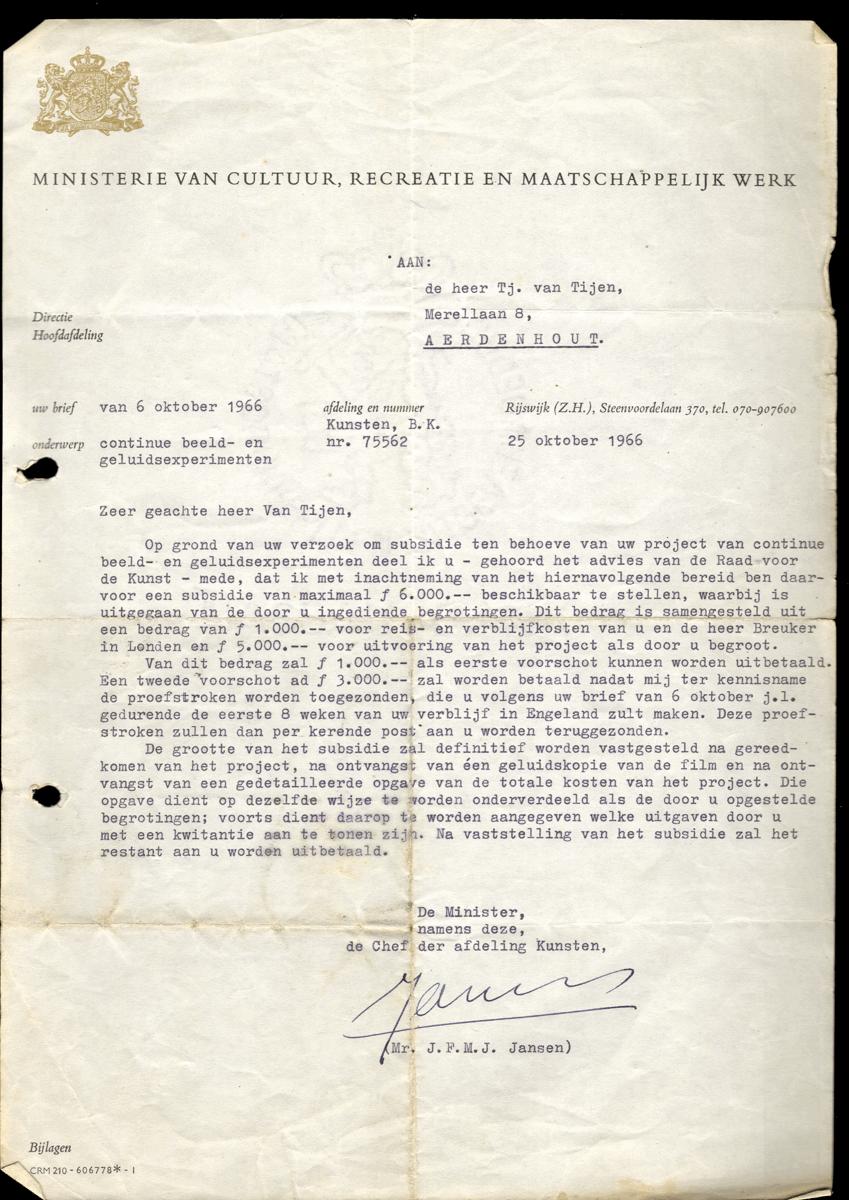 MINISTERIE VAN CULTUUR, RECREATIE EN MAATSCHAPPELIJK WERK
AAN:
de heer Tj. van Tijen,
Merellaan 8,
AERDENHOUT.
Directie
Hoofdafdeling
uw brief van 6 oktober 1966
afdeling en nummer
Kunsten, B.K.
nr. 75562
Rijswijk (Z.H.), Steenvoordelaan 370, tel. 070-907600
25 oktober 1966
onderwerp continue beeld- en
geluidsexperimenten
Zeer geachte heer Van Tijen,
Op grond van uw verzoek om subsidie ten behoeve van uw project van continue
beeld- en geluidsexperimenten deel ik u - gehoord het advies van de Raad voor
de Kunst - mede, dat ik met inachtneming van het hiernavolgende bereid ben daar-
voor een subsidie van maximaal ƒ 6.000.-- beschikbaar te stellen, waarbij is
uitgegaan van de door u ingediende begrotingen. Dit bedrag is samengesteld uit
een bedrag van ƒ 1.000.-- voor reis- en verblijfkosten van u en de heer Breuker
in Londen en ƒ 5.000.-- voor uitvoering van het project als door u begroot.
Van dit bedrag zal ƒ 1.000.-- als eerste voorschot kunnen worden uitbetaald.
Een tweede voorschot ad ƒ 3.000.-- zal worden betaald nadat mij ter kennisname
de proefstroken worden toegezonden, die u volgens uw brief van 6 oktober j.l.
gedurende de eerste 8 weken van uw verblijf in Engeland zult maken. Deze proef-
stroken zullen dan per kerende post aan u worden teruggezonden.
De grootte van het subsidie zal definitief worden vastgesteld na gereed-
komen van het project, na ontvangst van één geluidskopie van de film en na ont-
vangst van een gedetailleerde opgave van de totale kosten van het project. Die
opgave dient op dezelfde wijze te worden onderverdeeld als de door u opgestelde
begrotingen; voorts dient daarop te worden aangegeven welke uitgaven door u
met een kwitantie aan te tonen zijn. Na vaststelling van het subsidie zal het
restant aan u worden uitbetaald.
De Minister,
namens deze,
de Chef der afdeling Kunsten,
Jansen
(Mr. J.F.M.J. Jansen)
Bijlagen
CRM 210 - 606778* - 1